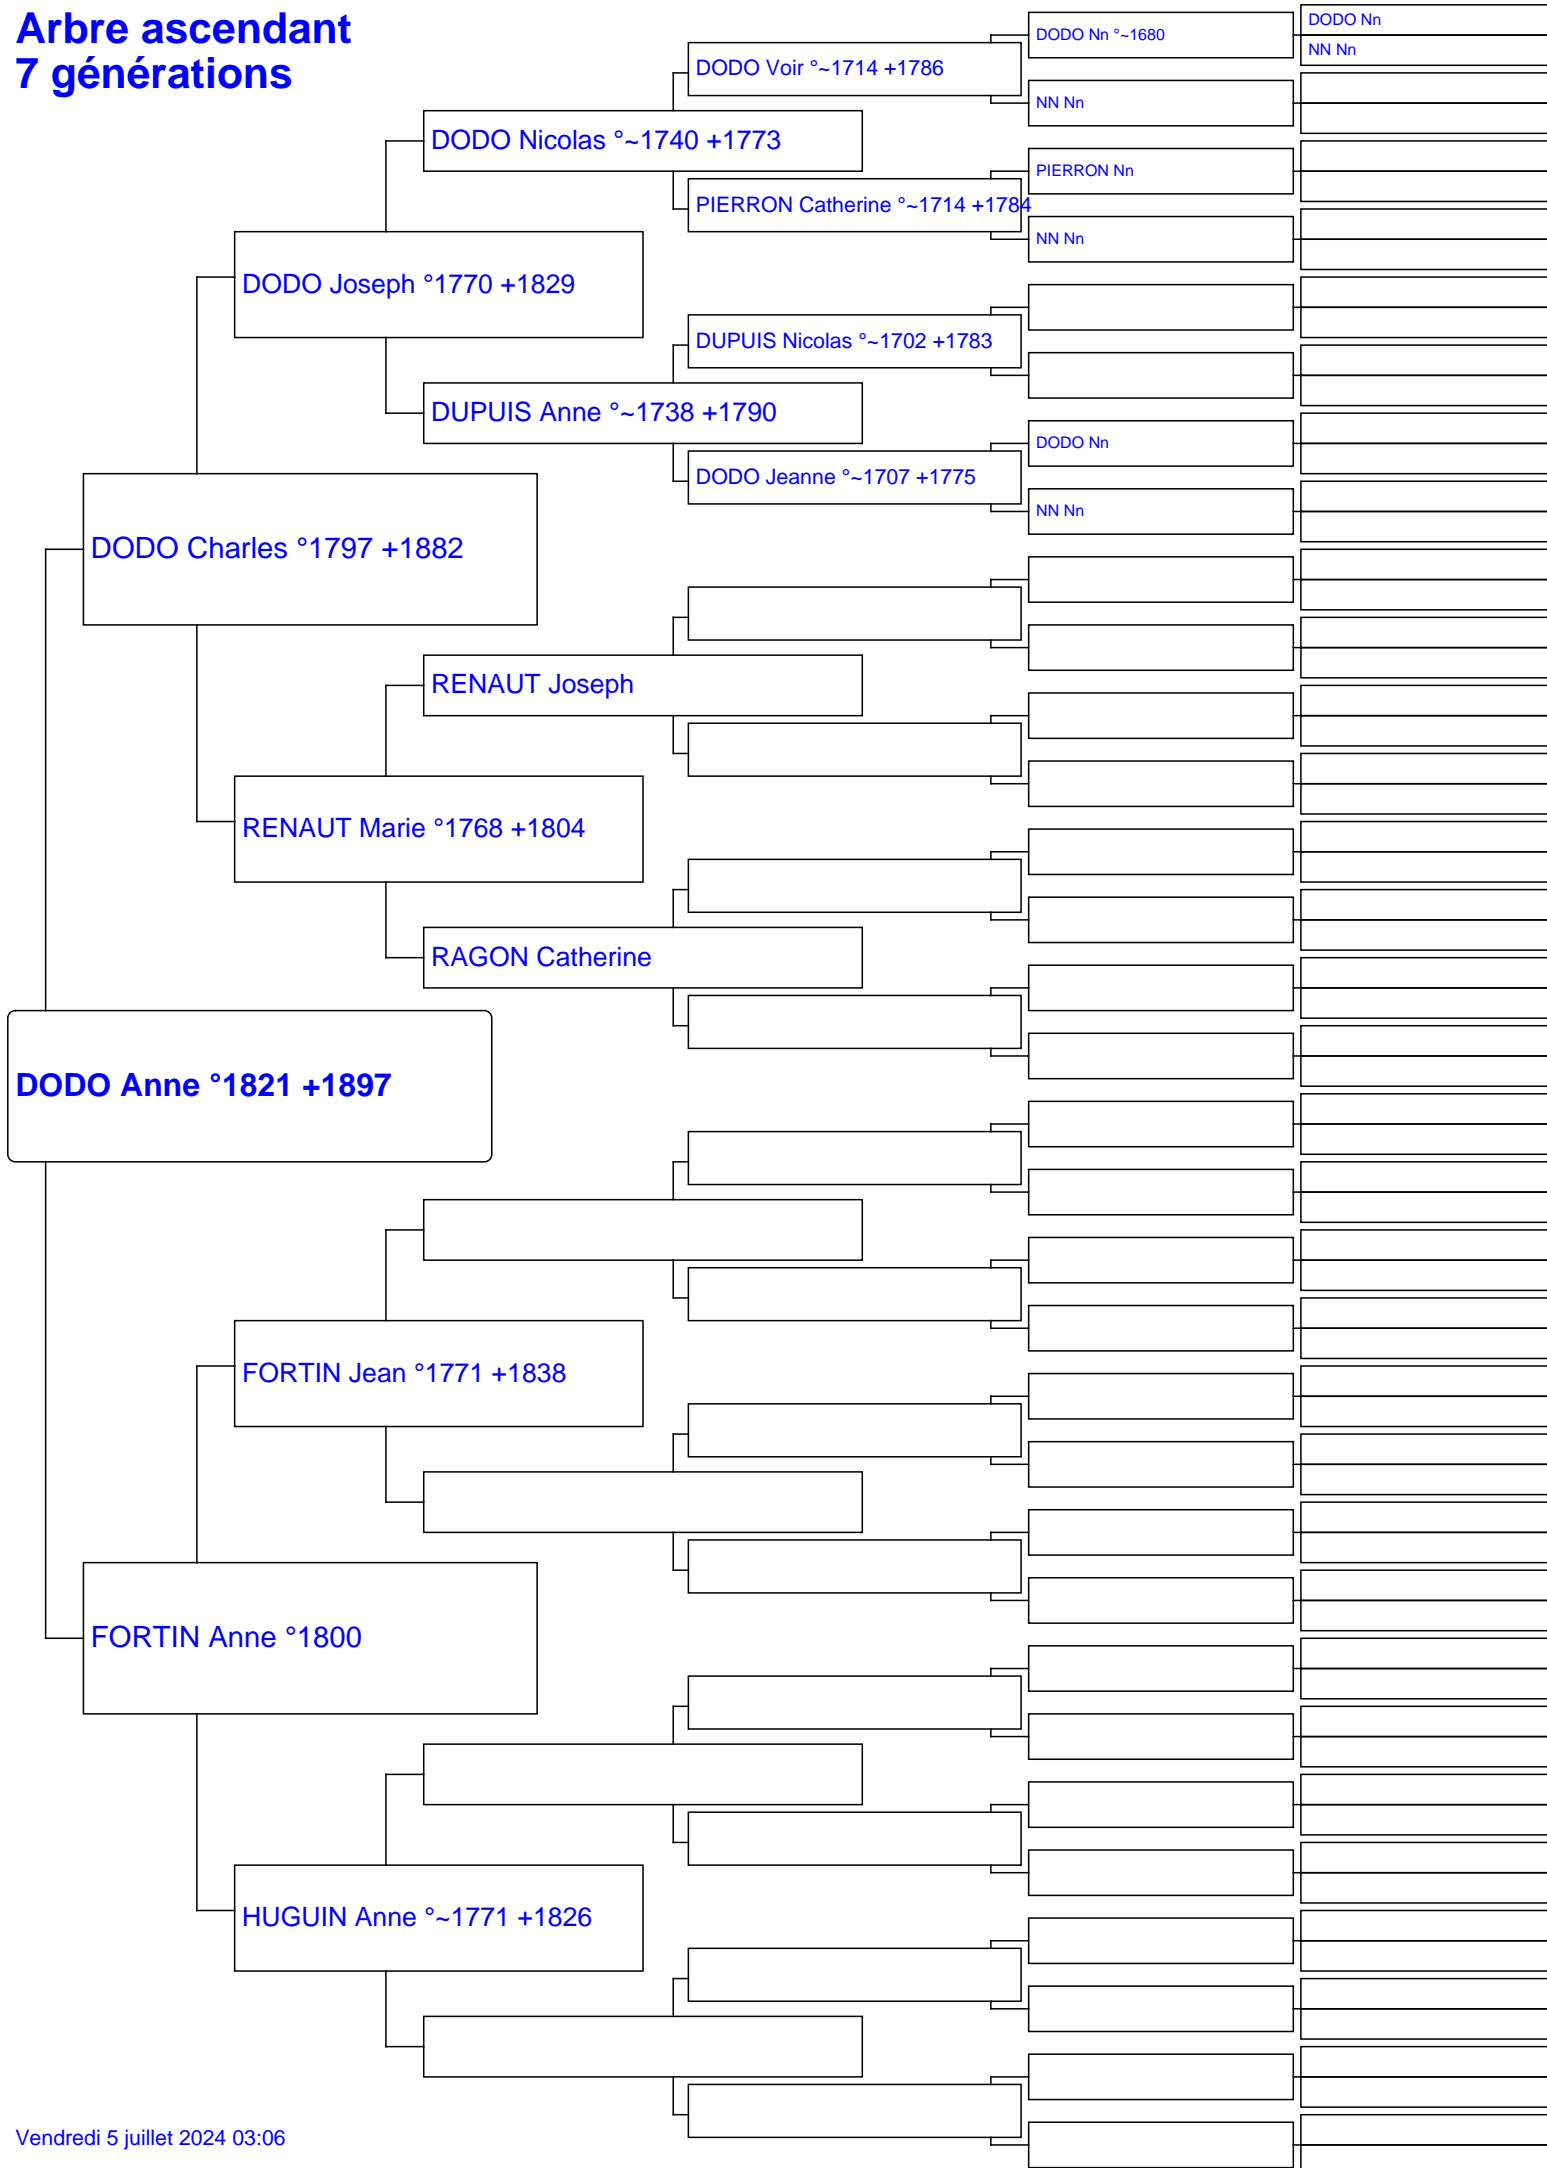 Arbre ascendant
7 générations
DODO Nn
NN Nn
DODO Nn °~1680
DODO Voir °~1714 +1786
NN Nn
DODO Nicolas °~1740 +1773
PIERRON Nn
PIERRON Catherine °~1714 +1784
NN Nn
DODO Joseph °1770 +1829
DUPUIS Nicolas °~1702 +1783
DUPUIS Anne °~1738 +1790
DODO Nn
DODO Jeanne °~1707 +1775
NN Nn
DODO Charles °1797 +1882
RENAUT Joseph
RENAUT Marie °1768 +1804
RAGON Catherine
DODO Anne °1821 +1897
FORTIN Jean °1771 +1838
FORTIN Anne °1800
HUGUIN Anne °~1771 +1826
Vendredi 5 juillet 2024 03:06